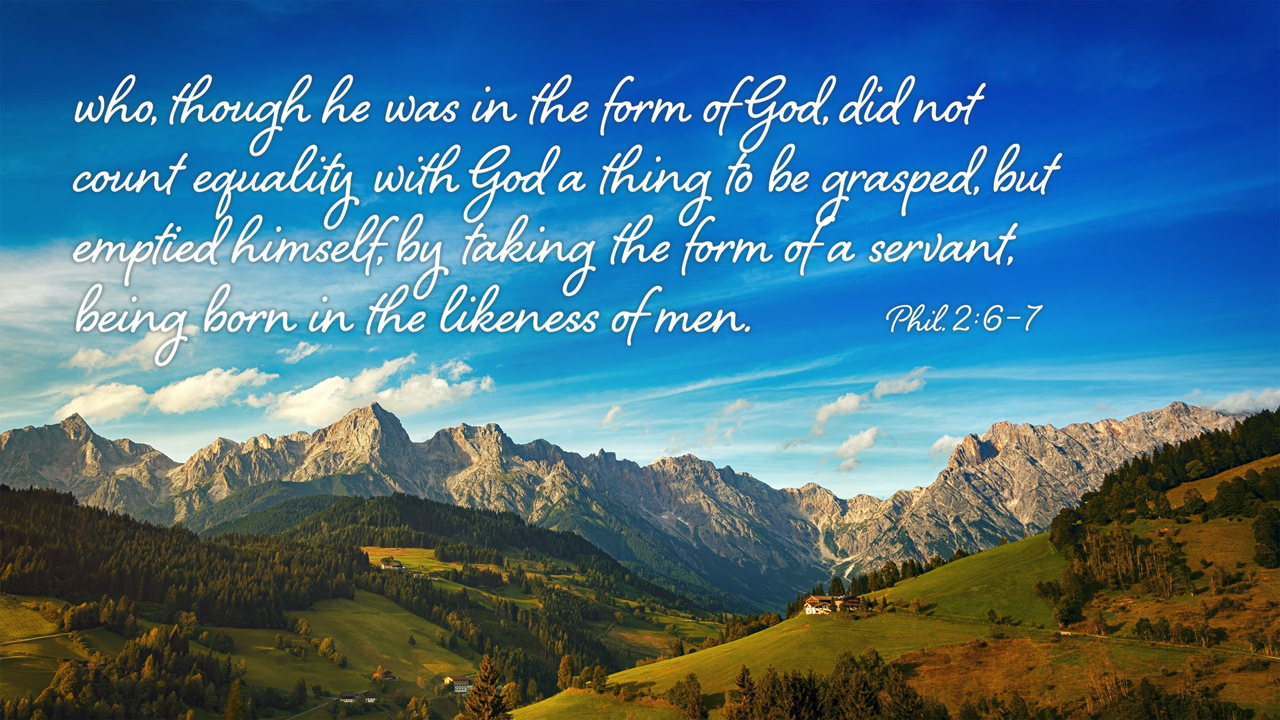 who, though he was in the form of God, did not
count equality with God a thing to be grasped, but
emptied himself, by taking the form of a servant,
being born in the likeness of men.
Phil. 2:6-7